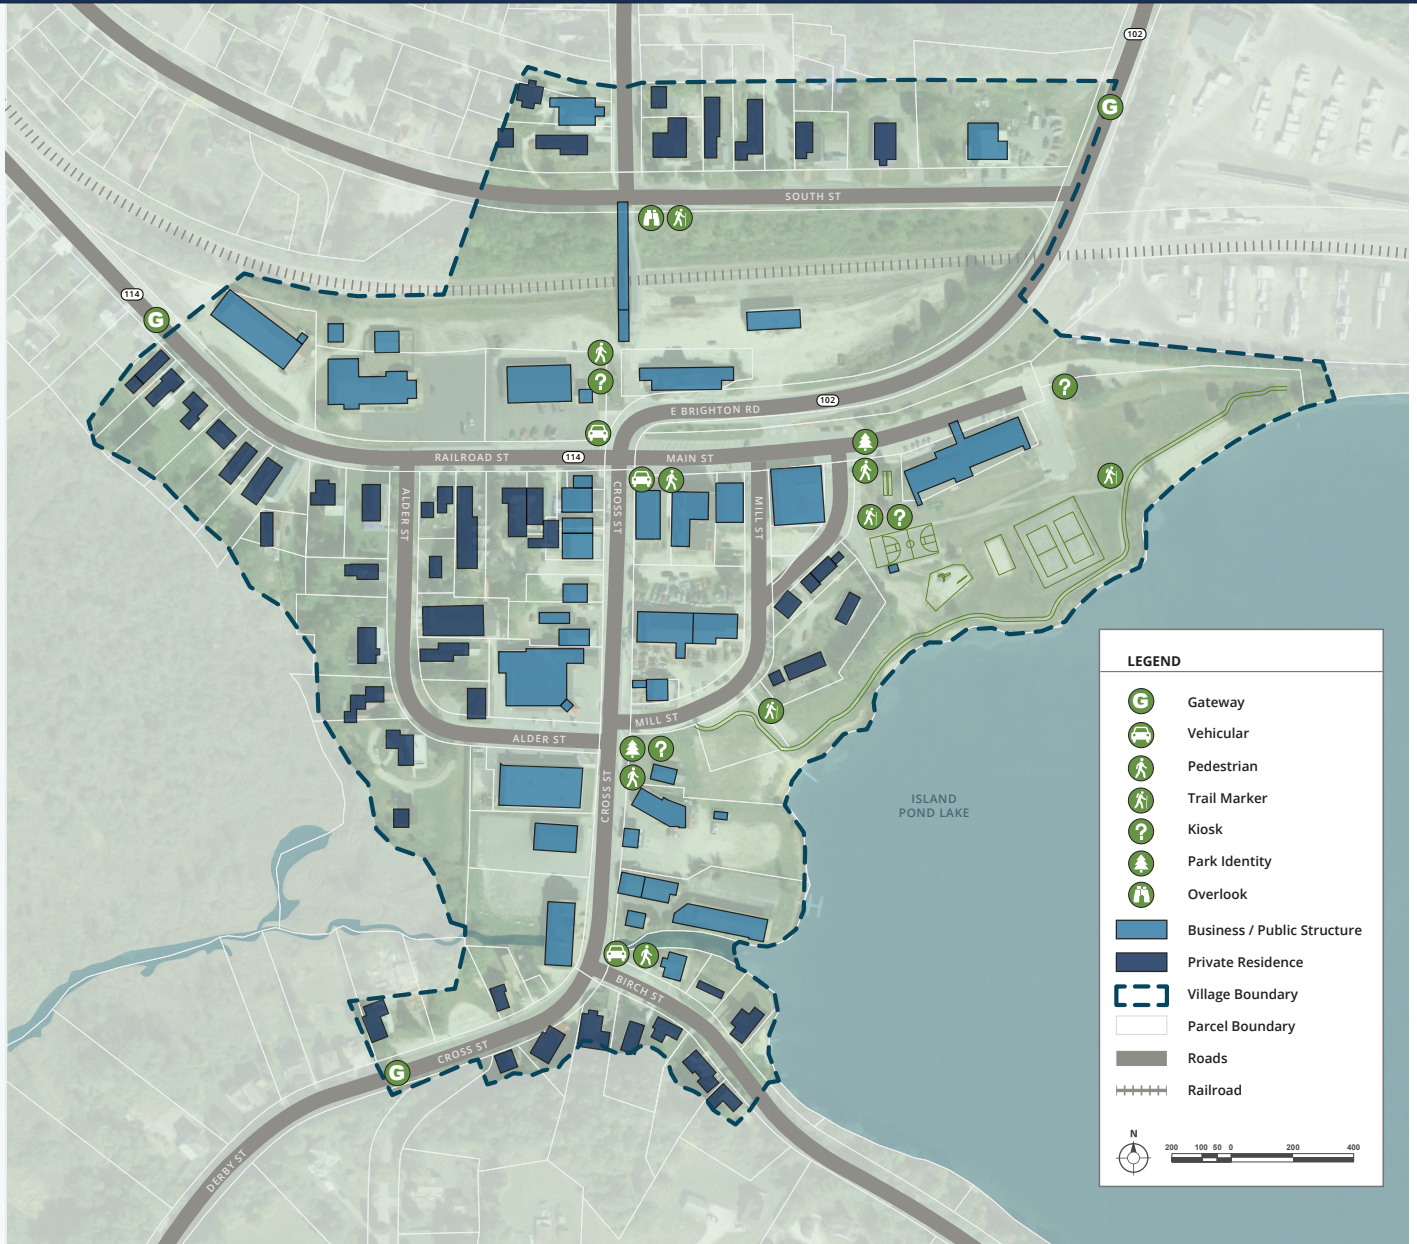 102
G
SOUTH ST
114
G
?
?
E BRIGHTON RD
102
RAILROAD ST
114
MAIN ST
ALDER ST
CROSS ST
MILL ST
?
MILL ST
ALDER ST
?
CROSS ST
ISLAND
POND LAKE
BIRCH ST
CROSS ST
G
DERBY ST
LEGEND
G Gateway
Vehicular
Pedestrian
Trail Marker
? Kiosk
Park Identity
Overlook
Business / Public Structure
Private Residence
Village Boundary
Parcel Boundary
Roads
Railroad
N
200 100 50 0 200 400